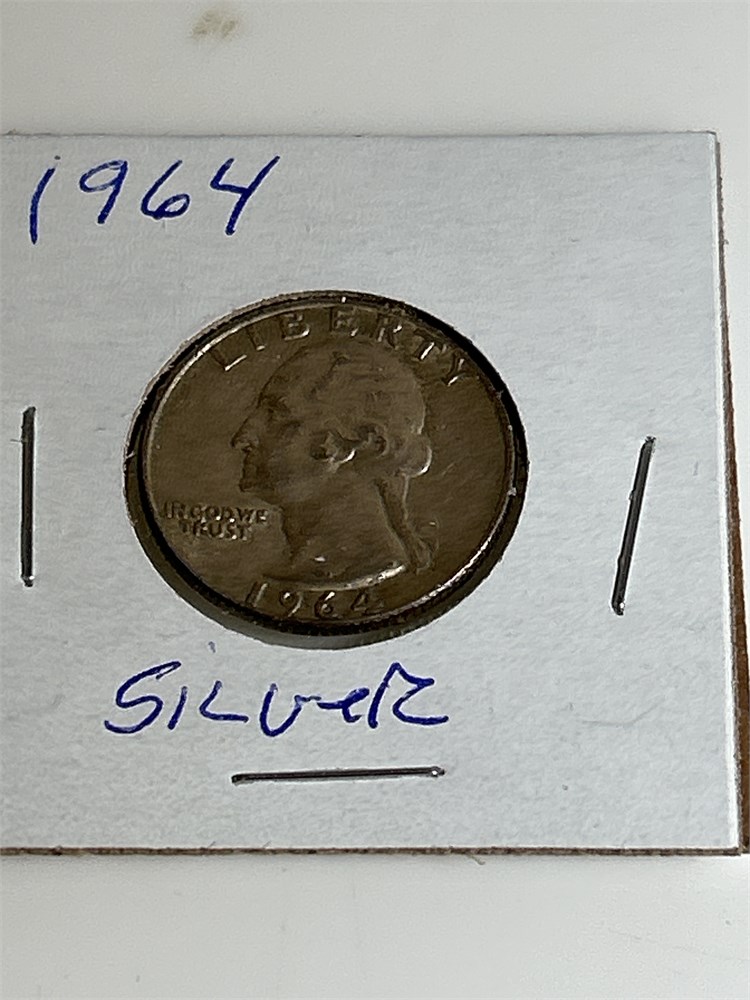 1964
LIBERTY
IN GOD WE
TRUST
1964
SILVER